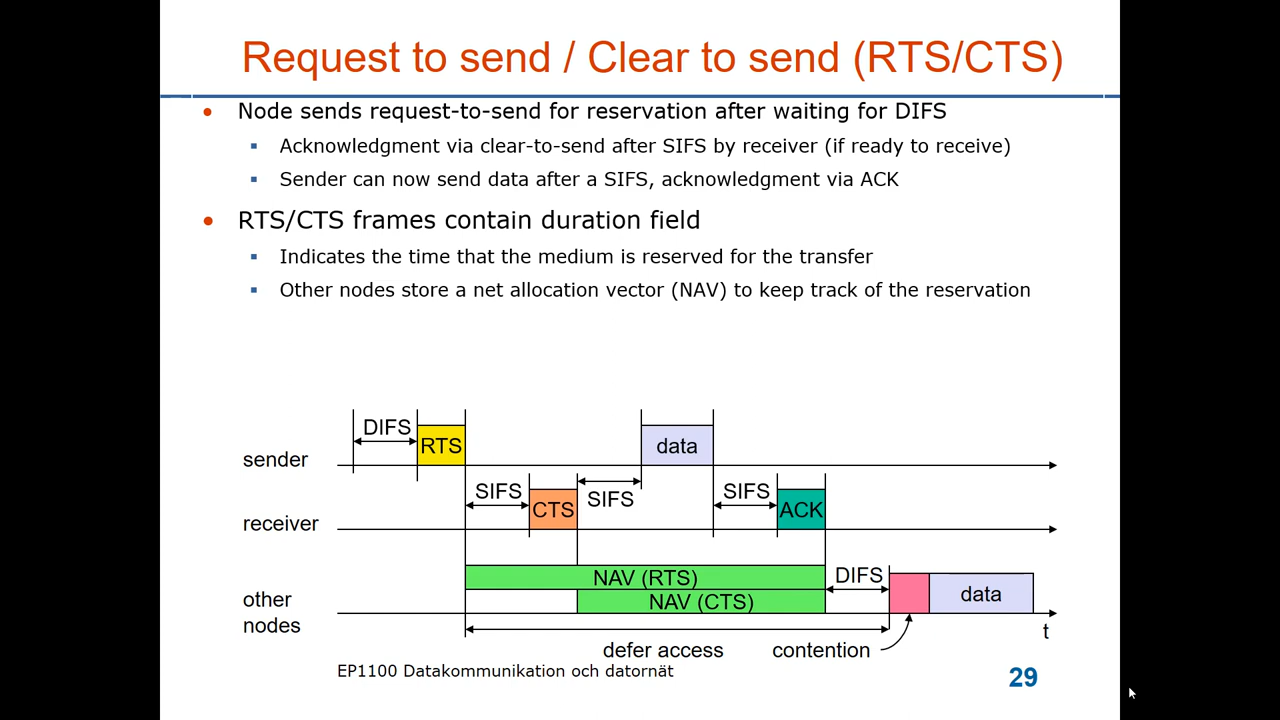 Request to send / Clear to send (RTS/CTS)
Node sends request-to-send for reservation after waiting for DIFS
Acknowledgment via clear-to-send after SIFS by receiver (if ready to receive)
Sender can now send data after a SIFS, acknowledgment via ACK
RTS/CTS frames contain duration field
Indicates the time that the medium is reserved for the transfer
Other nodes store a net allocation vector (NAV) to keep track of the reservation
DIFS
RTS
data
sender
SIFS
CTS
SIFS
SIFS
ACK
receiver
NAV (RTS)
NAV (CTS)
DIFS
data
other
nodes
t
defer access
contention
EP1100 Datakommunikation och datornät
29